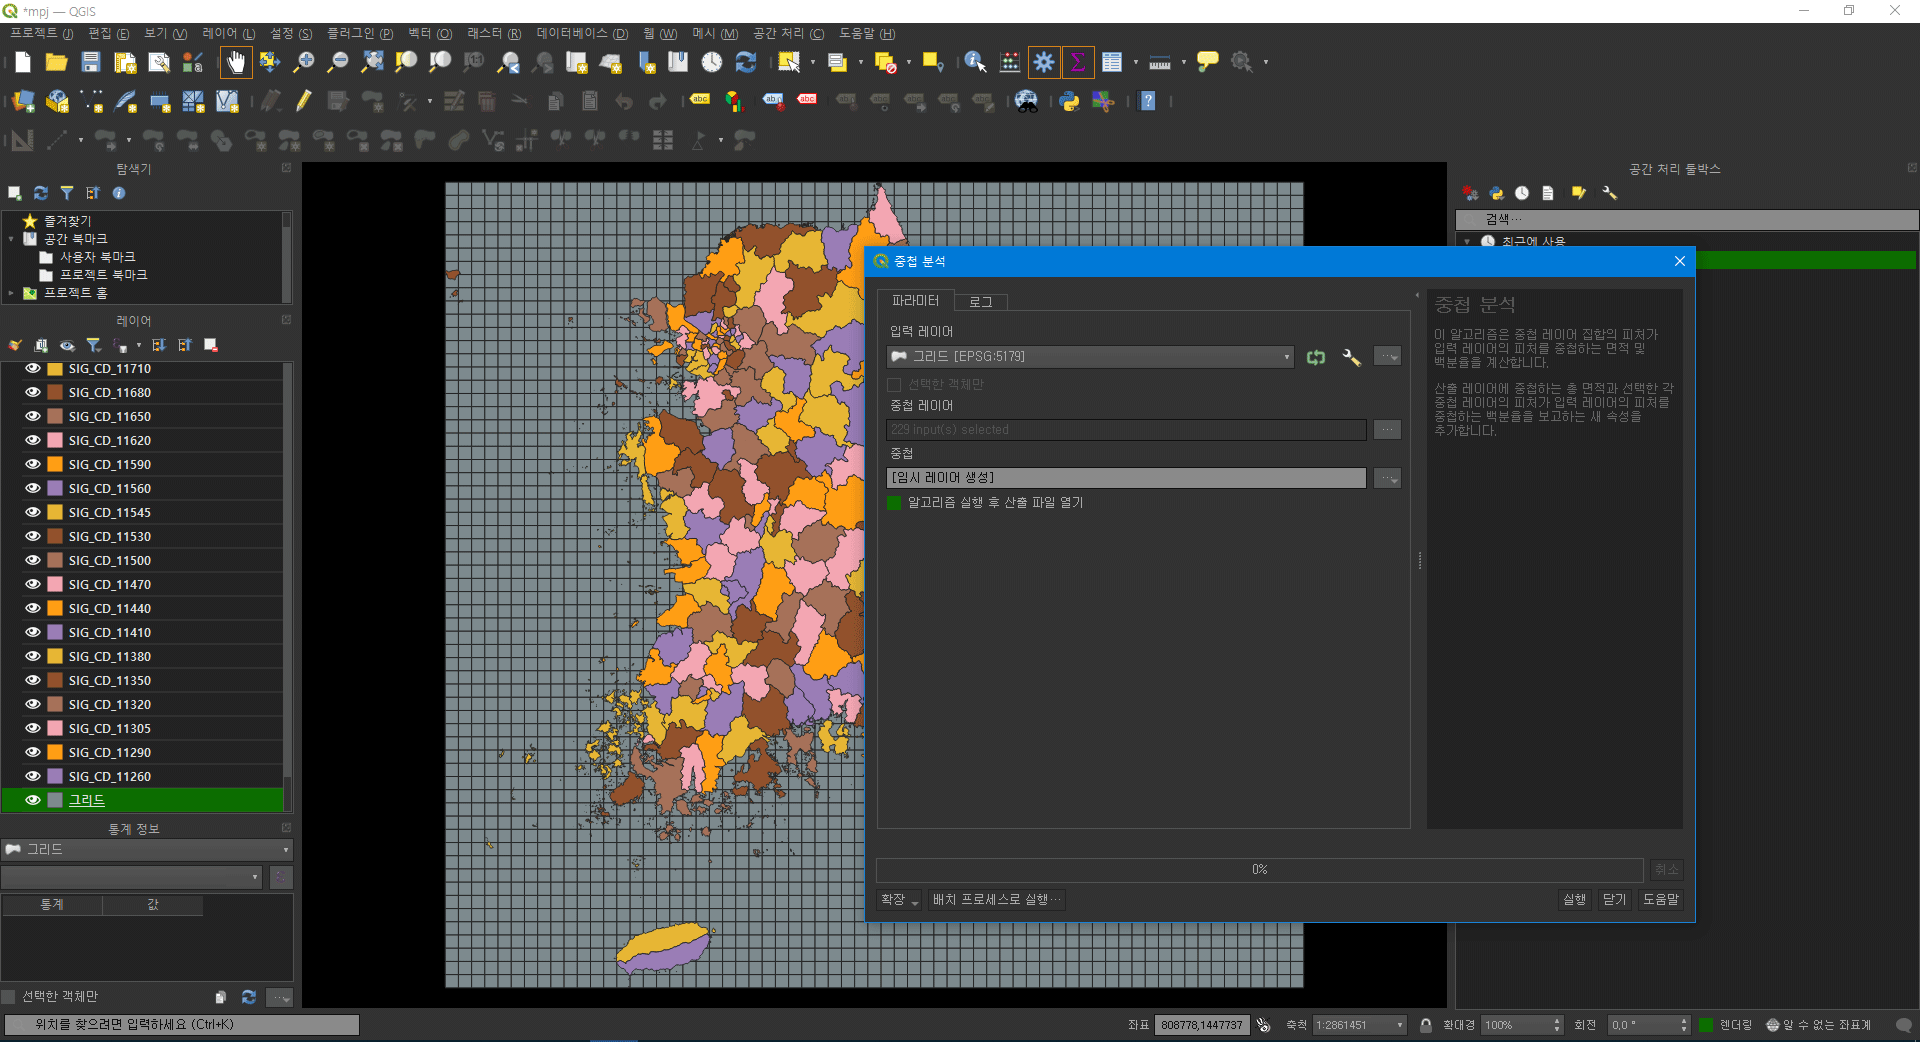 *mpj — QGIS
프로젝트 (J) 편집 (E) 보기 (V) 레이어 (L) 설정 (S) 플러그인 (P) 벡터 (O) 래스터 (R) 데이터베이스 (D) 웹 (W) 메시 (M) 공간 처리 (C) 도움말 (H)
탐색기
즐겨찾기
공간 북마크
사용자 북마크
프로젝트 북마크
프로젝트 홈
레이어
SIG_CD_11710
SIG_CD_11680
SIG_CD_11650
SIG_CD_11620
SIG_CD_11590
SIG_CD_11560
SIG_CD_11545
SIG_CD_11530
SIG_CD_11500
SIG_CD_11470
SIG_CD_11440
SIG_CD_11410
SIG_CD_11380
SIG_CD_11350
SIG_CD_11320
SIG_CD_11305
SIG_CD_11290
SIG_CD_11260
그리드
통계 정보
그리드
통계 값
선택한 객체만
위치를 찾으려면 입력하세요 (Ctrl+K)
공간 처리 툴박스
검색…
최근에 사용
중첩 분석
파라미터 로그
입력 레이어
그리드 [EPSG:5179]
선택한 객체만
중첩 레이어
229 input(s) selected
중첩
[임시 레이어 생성]
알고리즘 실행 후 산출 파일 열기
중첩 분석
이 알고리즘은 중첩 레이어 집합의 피처가
입력 레이어의 피처를 중첩하는 면적 및
백분율을 계산합니다.
산출 레이어에 중첩하는 총 면적과 선택한 각
중첩 레이어의 피처가 입력 레이어의 피처를
중첩하는 백분율을 보고하는 새 속성을
추가합니다.
0%
취소
확장 배치 프로세스로 실행…
실행 닫기 도움말
좌표 808778,1447737 축척 1:2861451 확대경 100% 회전 0,0 ° 렌더링 알 수 없는 좌표계